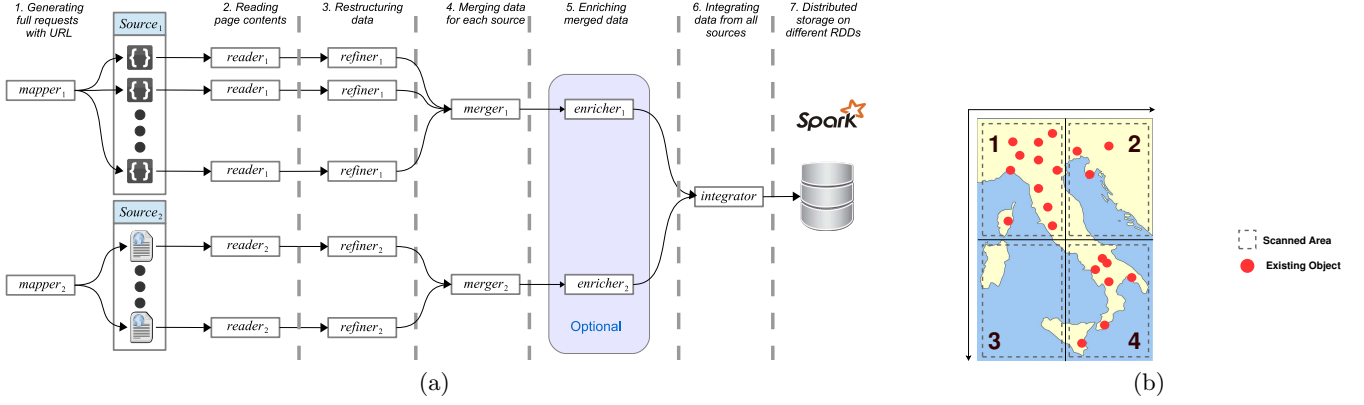 1. Generating
full requests
with URL
2. Reading
page contents
3. Restructuring
data
4. Merging data
for each source
5. Enriching
merged data
6. Integrating
data from all
sources
7. Distributed
storage on
different RDDs
Source1
{ } reader1 refiner1
mapper1 { } reader1 refiner1
merger1 enricher1
Spark
{ } reader1 refiner1
integrator
Source2
reader2 refiner2
mapper2 merger2 enricher2
reader2 refiner2
Optional
(a)
1 2
3 4
Scanned Area
Existing Object
(b)